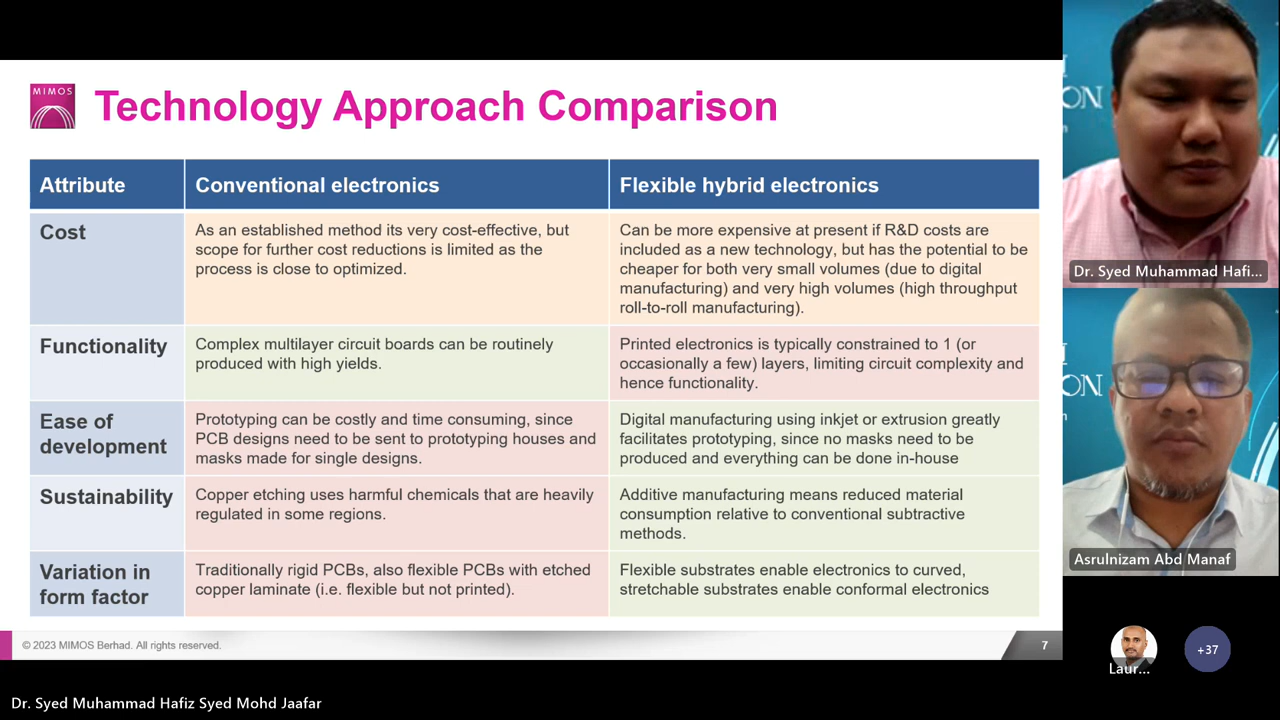 MIMOS
Technology Approach Comparison
Attribute
Conventional electronics
Flexible hybrid electronics
Cost
As an established method its very cost-effective, but
scope for further cost reductions is limited as the
process is close to optimized.
Can be more expensive at present if R&D costs are
included as a new technology, but has the potential to be
cheaper for both very small volumes (due to digital
manufacturing) and very high volumes (high throughput
roll-to-roll manufacturing).
Functionality
Complex multilayer circuit boards can be routinely
produced with high yields.
Printed electronics is typically constrained to 1 (or
occasionally a few) layers, limiting circuit complexity and
hence functionality.
Ease of
development
Prototyping can be costly and time consuming, since
PCB designs need to be sent to prototyping houses and
masks made for single designs.
Digital manufacturing using inkjet or extrusion greatly
facilitates prototyping, since no masks need to be
produced and everything can be done in-house
Sustainability
Copper etching uses harmful chemicals that are heavily
regulated in some regions.
Additive manufacturing means reduced material
consumption relative to conventional subtractive
methods.
Variation in
form factor
Traditionally rigid PCBs, also flexible PCBs with etched
copper laminate (i.e. flexible but not printed).
Flexible substrates enable electronics to curved,
stretchable substrates enable conformal electronics
© 2023 MIMOS Berhad. All rights reserved.
7
ON
Dr. Syed Muhammad Hafi...
ON
Asrulnizam Abd Manaf
Laur...
+37
Dr. Syed Muhammad Hafiz Syed Mohd Jaafar